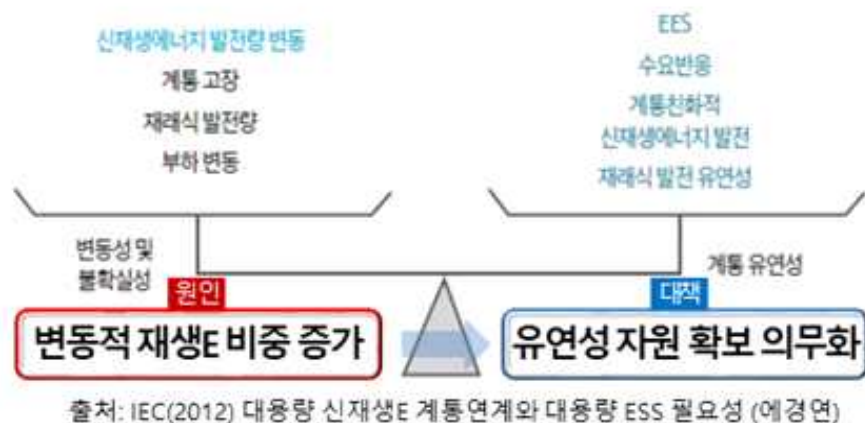 신재생에너지 발전량 변동
계통 고장
재래식 발전량
부하 변동
EES
수요반응
계통친화적
신재생에너지 발전
재래식 발전 유연성
변동성 및
불확실성
계통 유연성
원인
변동적 재생E 비중 증가
대책
유연성 자원 확보 의무화
출처: IEC(2012) 대용량 신재생E 계통연계와 대용량 ESS 필요성 (에경연)